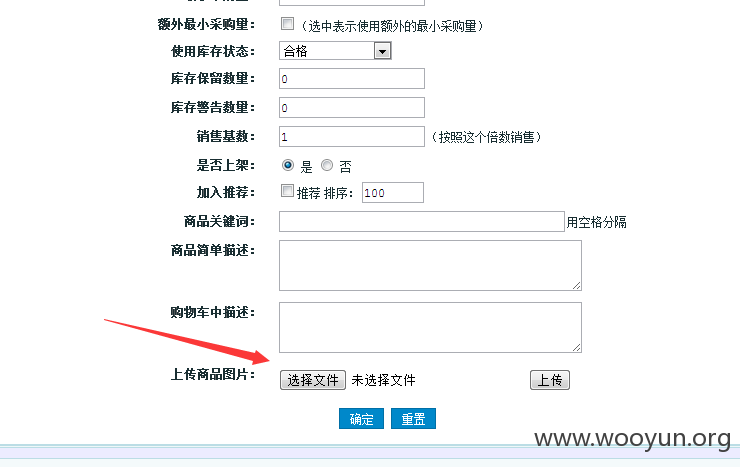 额外最小采购量： （选中表示使用额外的最小采购量）
使用库存状态： 合格
库存保留数量： 0
库存警告数量： 0
销售基数： 1 （按照这个倍数销售）
是否上架： 是 否
加入推荐： 推荐 排序： 100
商品关键词： 用空格分隔
商品简单描述：
购物车中描述：
上传商品图片： 选择文件 未选择文件 上传
确定 重置
www.wooyun.org